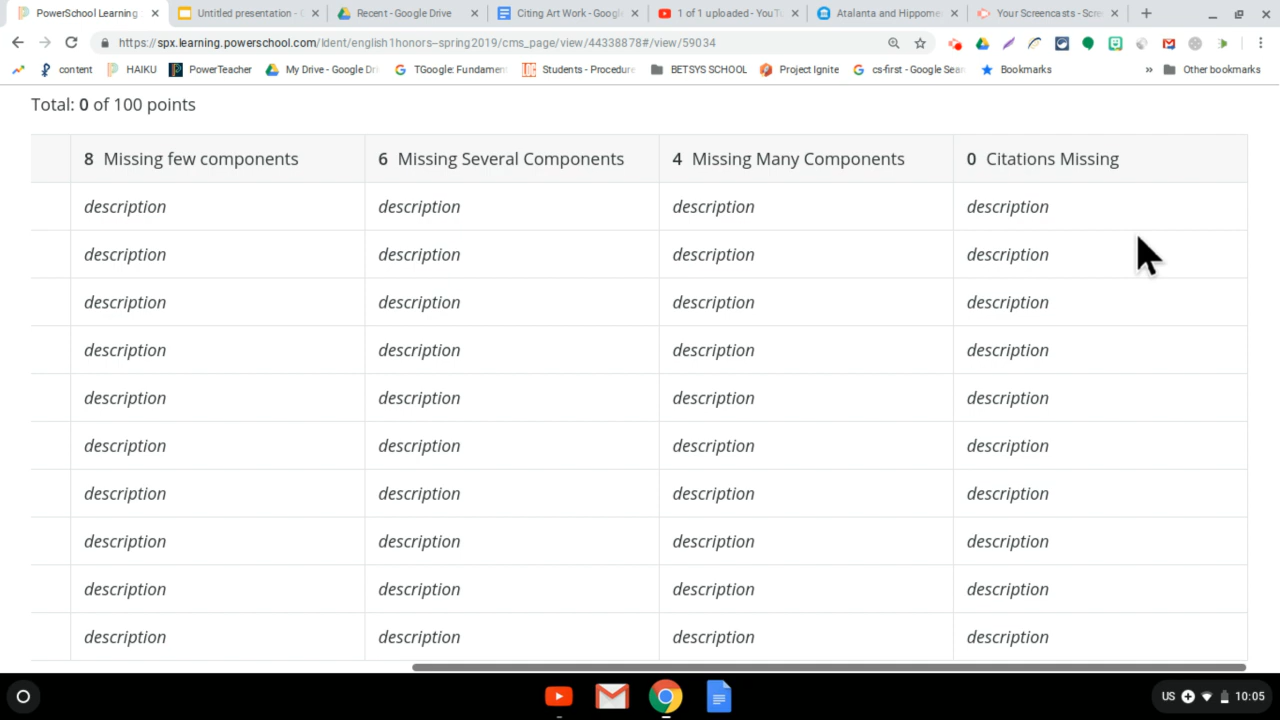 PowerSchool Learning
Untitled presentation - G
Recent - Google Drive
Citing Art Work - Google
1 of 1 uploaded - YouTu
Atalanta and Hippome
Your Screencasts - Scre
https://spx.learning.powerschool.com/ldent/english1honors--spring2019/cms_page/view/44338878#/view/59034
content
HAIKU
PowerTeacher
My Drive - Google Dri
TGoogle: Fundamen
Students - Procedure
BETSYS SCHOOL
Project Ignite
cs-first - Google Sear
Bookmarks
»
Other bookmarks
Total: 0 of 100 points
8 Missing few components 6 Missing Several Components 4 Missing Many Components 0 Citations Missing
description description description description
description description description description
description description description description
description description description description
description description description description
description description description description
description description description description
description description description description
description description description description
description description description description
US 10:05